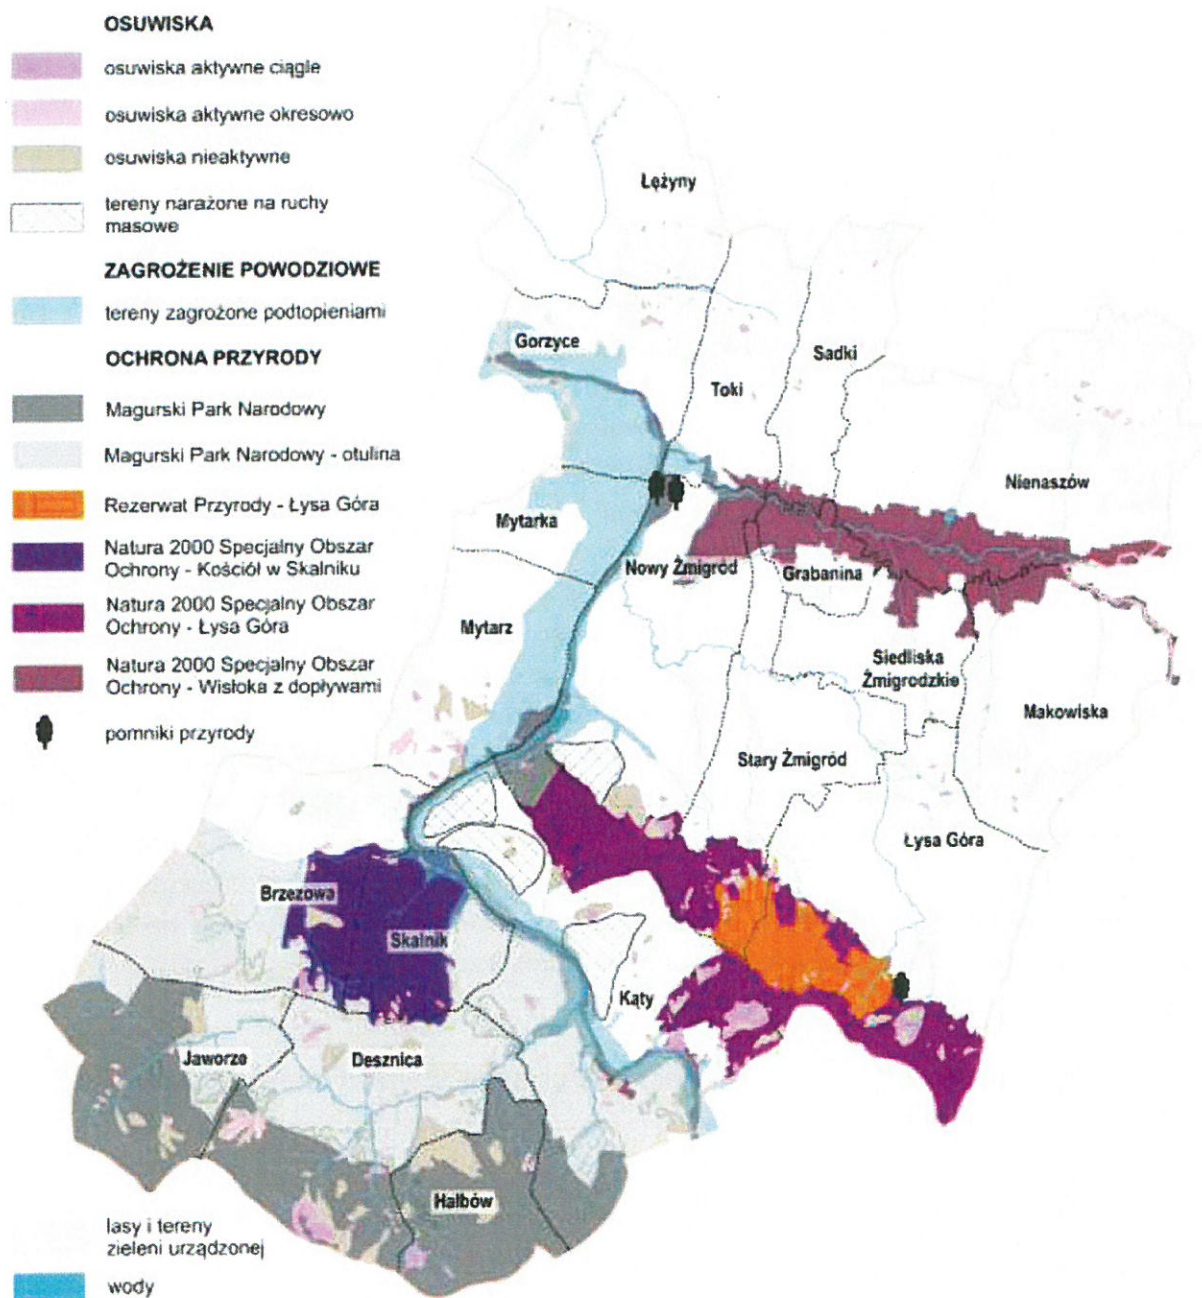 OSUWISKA
osuwiska aktywne ciągle
osuwiska aktywne okresowo
osuwiska nieaktywne
tereny narażone na ruchy
masowe
ZAGROŻENIE POWODZIOWE
tereny zagrożone podtopieniami
OCHRONA PRZYRODY
Magurski Park Narodowy
Magurski Park Narodowy - otulina
Rezerwat Przyrody - Łysa Góra
Natura 2000 Specjalny Obszar
Ochrony - Kościół w Skalniku
Natura 2000 Specjalny Obszar
Ochrony - Łysa Góra
Natura 2000 Specjalny Obszar
Ochrony - Wisłoka z dopływami
pomniki przyrody
lasy i tereny
zieleni urządzonej
wody
Łężyny
Gorzyce
Sadki
Toki
Nienaszów
Mytarka
Nowy Żmigród
Grabanina
Mytarz
Siedliska
Żmigrodzkie
Makowiska
Stary Żmigród
Łysa Góra
Brzezowa
Skalnik
Kąty
Jaworze
Desznica
Hałbów